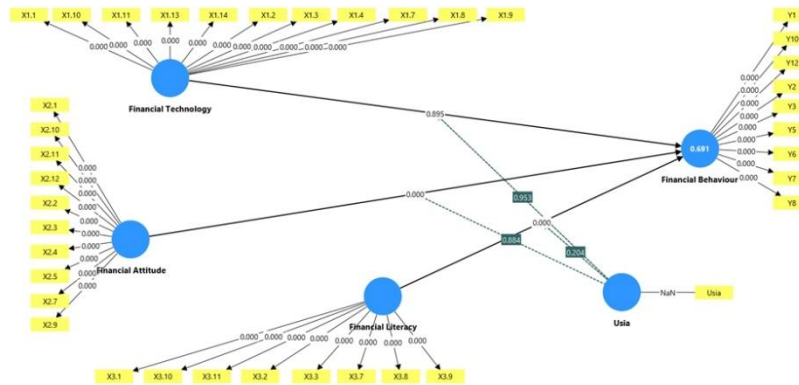 X1.1 X1.10 X1.11 X1.13 X1.14 X1.2 X1.3 X1.4 X1.7 X1.8 X1.9
0.000 0.000 0.000 0.000 0.000 0.000 0.000 0.000 0.000 0.000 0.000
Financial Technology
X2.1
X2.10
X2.11
X2.12
X2.2
X2.3
X2.4
X2.5
X2.7
X2.9
0.000
0.000
0.000
0.000
0.000
0.000
0.000
0.000
0.000
0.000
Financial Attitude
X3.1 X3.10 X3.11 X3.2 X3.3 X3.7 X3.8 X3.9
0.000 0.000 0.000 0.000 0.000 0.000 0.000 0.000
Financial Literacy
0.895
0.000
0.000
0.953
0.884
0.204
Usia
NaN
Usia
0.691
Financial Behaviour
0.000
0.000
0.000
0.000
0.000
0.000
0.000
0.000
0.000
Y1
Y10
Y12
Y2
Y3
Y5
Y6
Y7
Y8